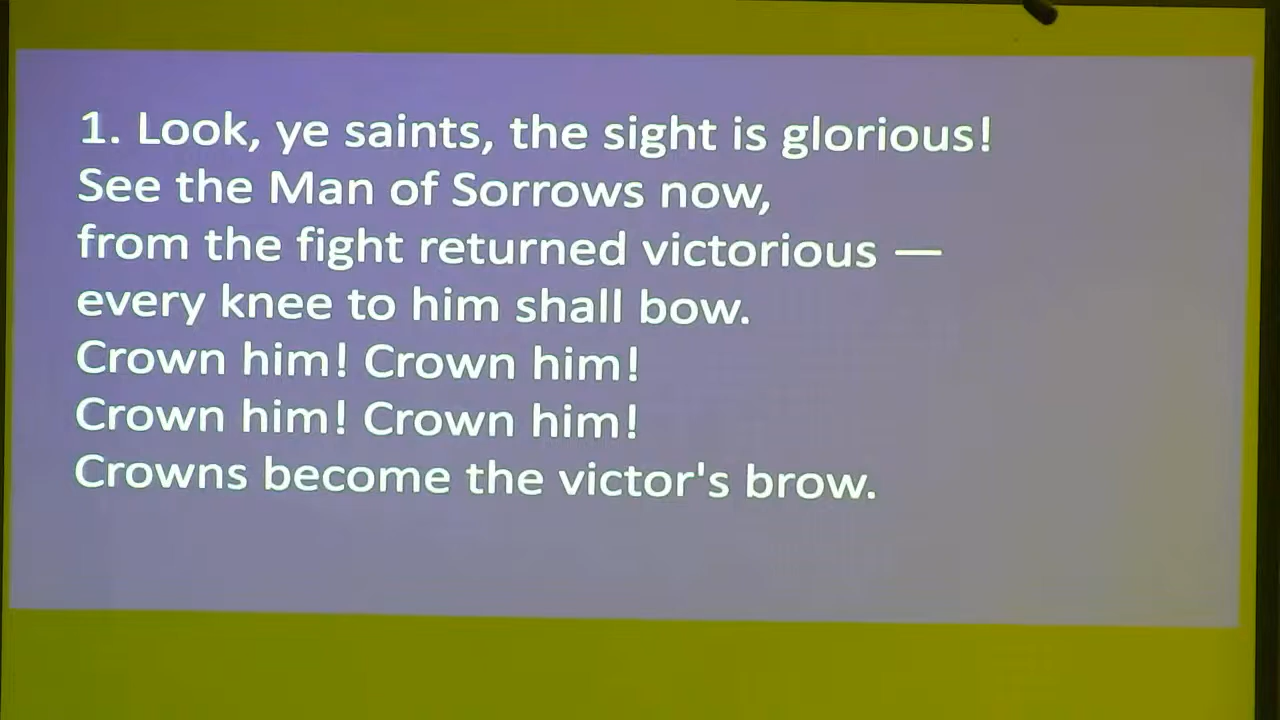 1. Look, ye saints, the sight is glorious!
See the Man of Sorrows now,
from the fight returned victorious —
every knee to him shall bow.
Crown him! Crown him!
Crown him! Crown him!
Crowns become the victor's brow.